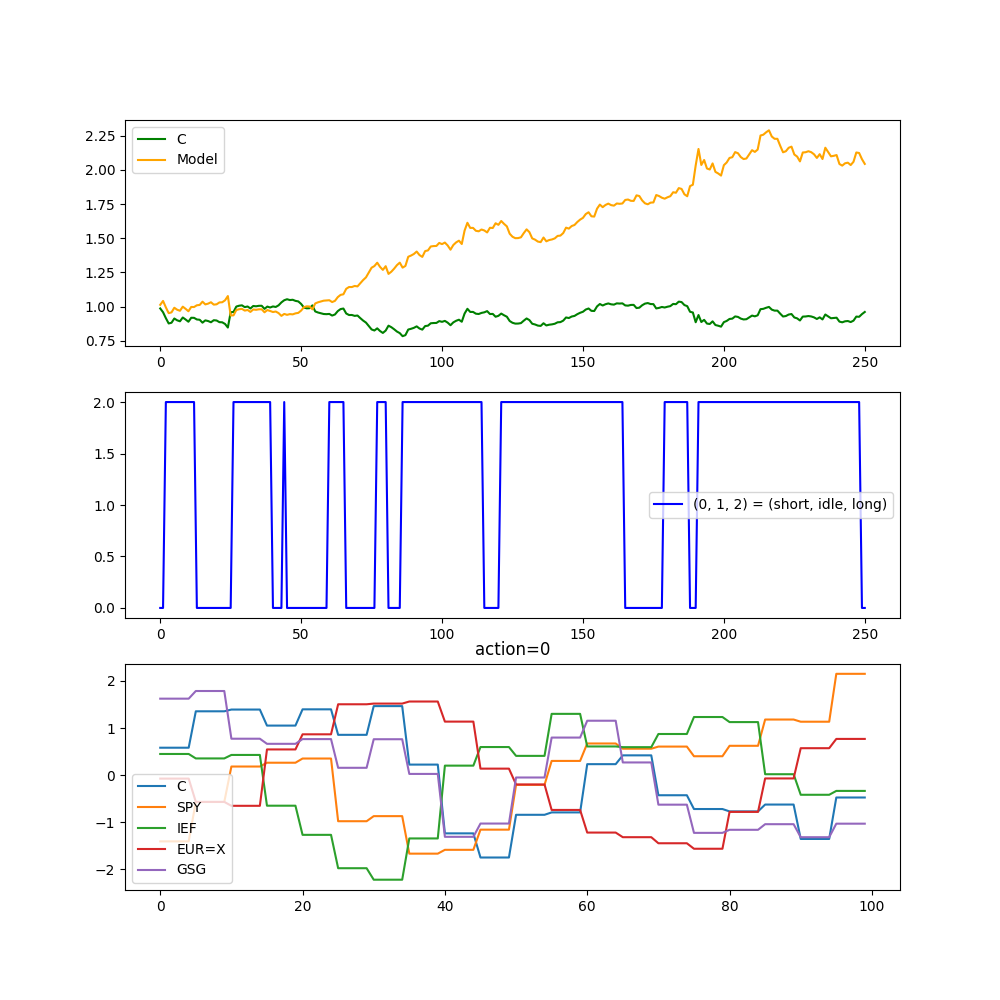 2.25
2.00
1.75
1.50
1.25
1.00
0.75
C
Model
0 50 100 150 200 250
2.0
1.5
1.0
0.5
0.0
(0, 1, 2) = (short, idle, long)
0 50 100 150 200 250
action=0
2
1
0
−1
−2
C
SPY
IEF
EUR=X
GSG
0 20 40 60 80 100